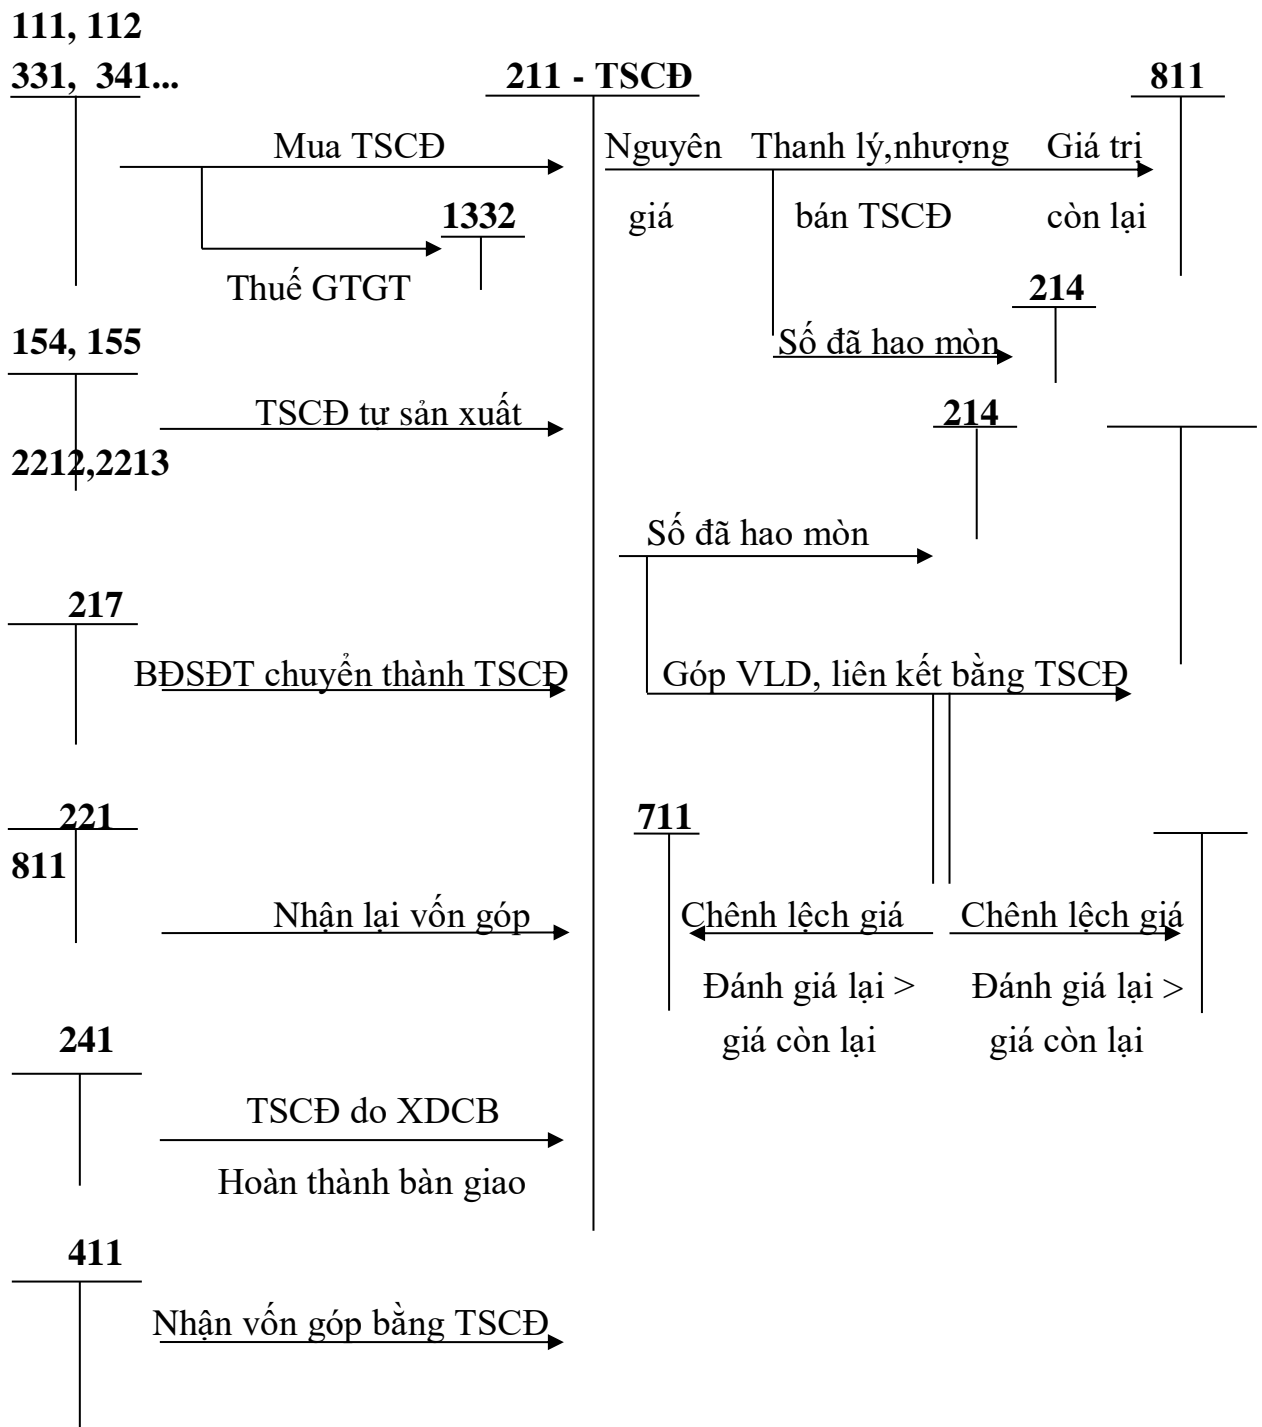 111, 112
331, 341...
211 - TSCĐ
811
Mua TSCĐ
Nguyên Thanh lý,nhượng Giá trị
1332
giá bán TSCĐ còn lại
Thuế GTGT
214
154, 155
Số đã hao mòn
TSCĐ tự sản xuất
214
2212,2213
Số đã hao mòn
217
BĐSĐT chuyển thành TSCĐ
Góp VLD, liên kết bằng TSCĐ
221
711
811
Nhận lại vốn góp
Chênh lệch giá Chênh lệch giá
Đánh giá lại > Đánh giá lại >
giá còn lại giá còn lại
241
TSCĐ do XDCB
Hoàn thành bàn giao
411
Nhận vốn góp bằng TSCĐ